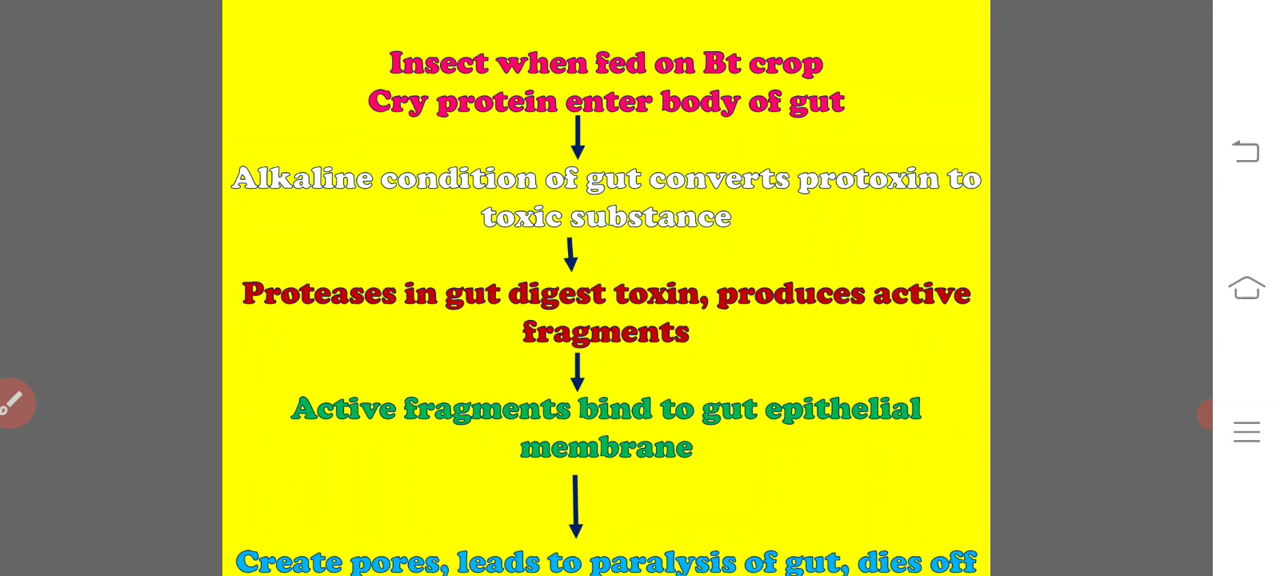 Insect when fed on Bt crop
Cry protein enter body of gut
Alkaline condition of gut converts protoxin to
toxic substance
Proteases in gut digest toxin, produces active
fragments
Active fragments bind to gut epithelial
membrane
Create pores, leads to paralysis of gut, dies off